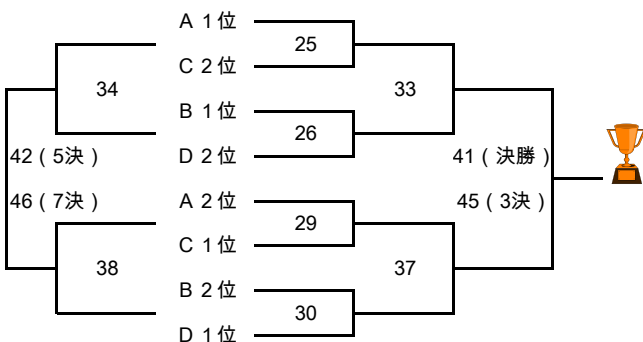 A 1位
25
C 2位
34
33
B 1位
26
42 ( 5決 )
D 2位
41 ( 決勝 )
46 ( 7決 )
A 2位
45 ( 3決 )
29
C 1位
38
37
B 2位
30
D 1位